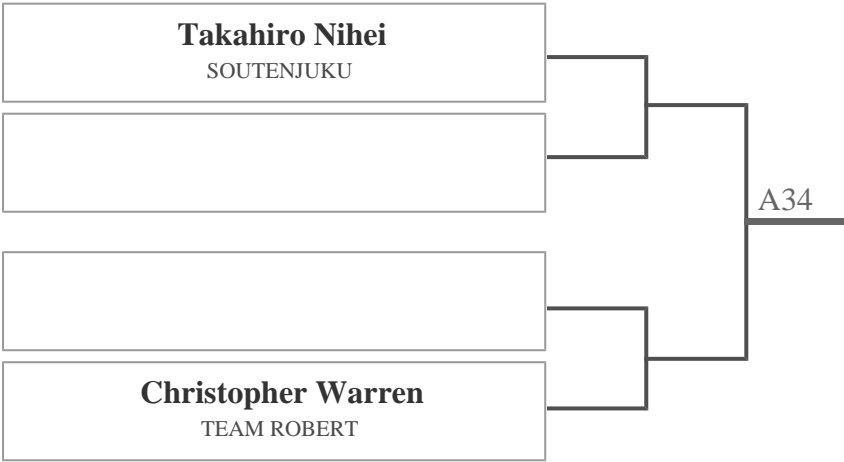 Takahiro Nihei
SOUTENJUKU
A34
Christopher Warren
TEAM ROBERT